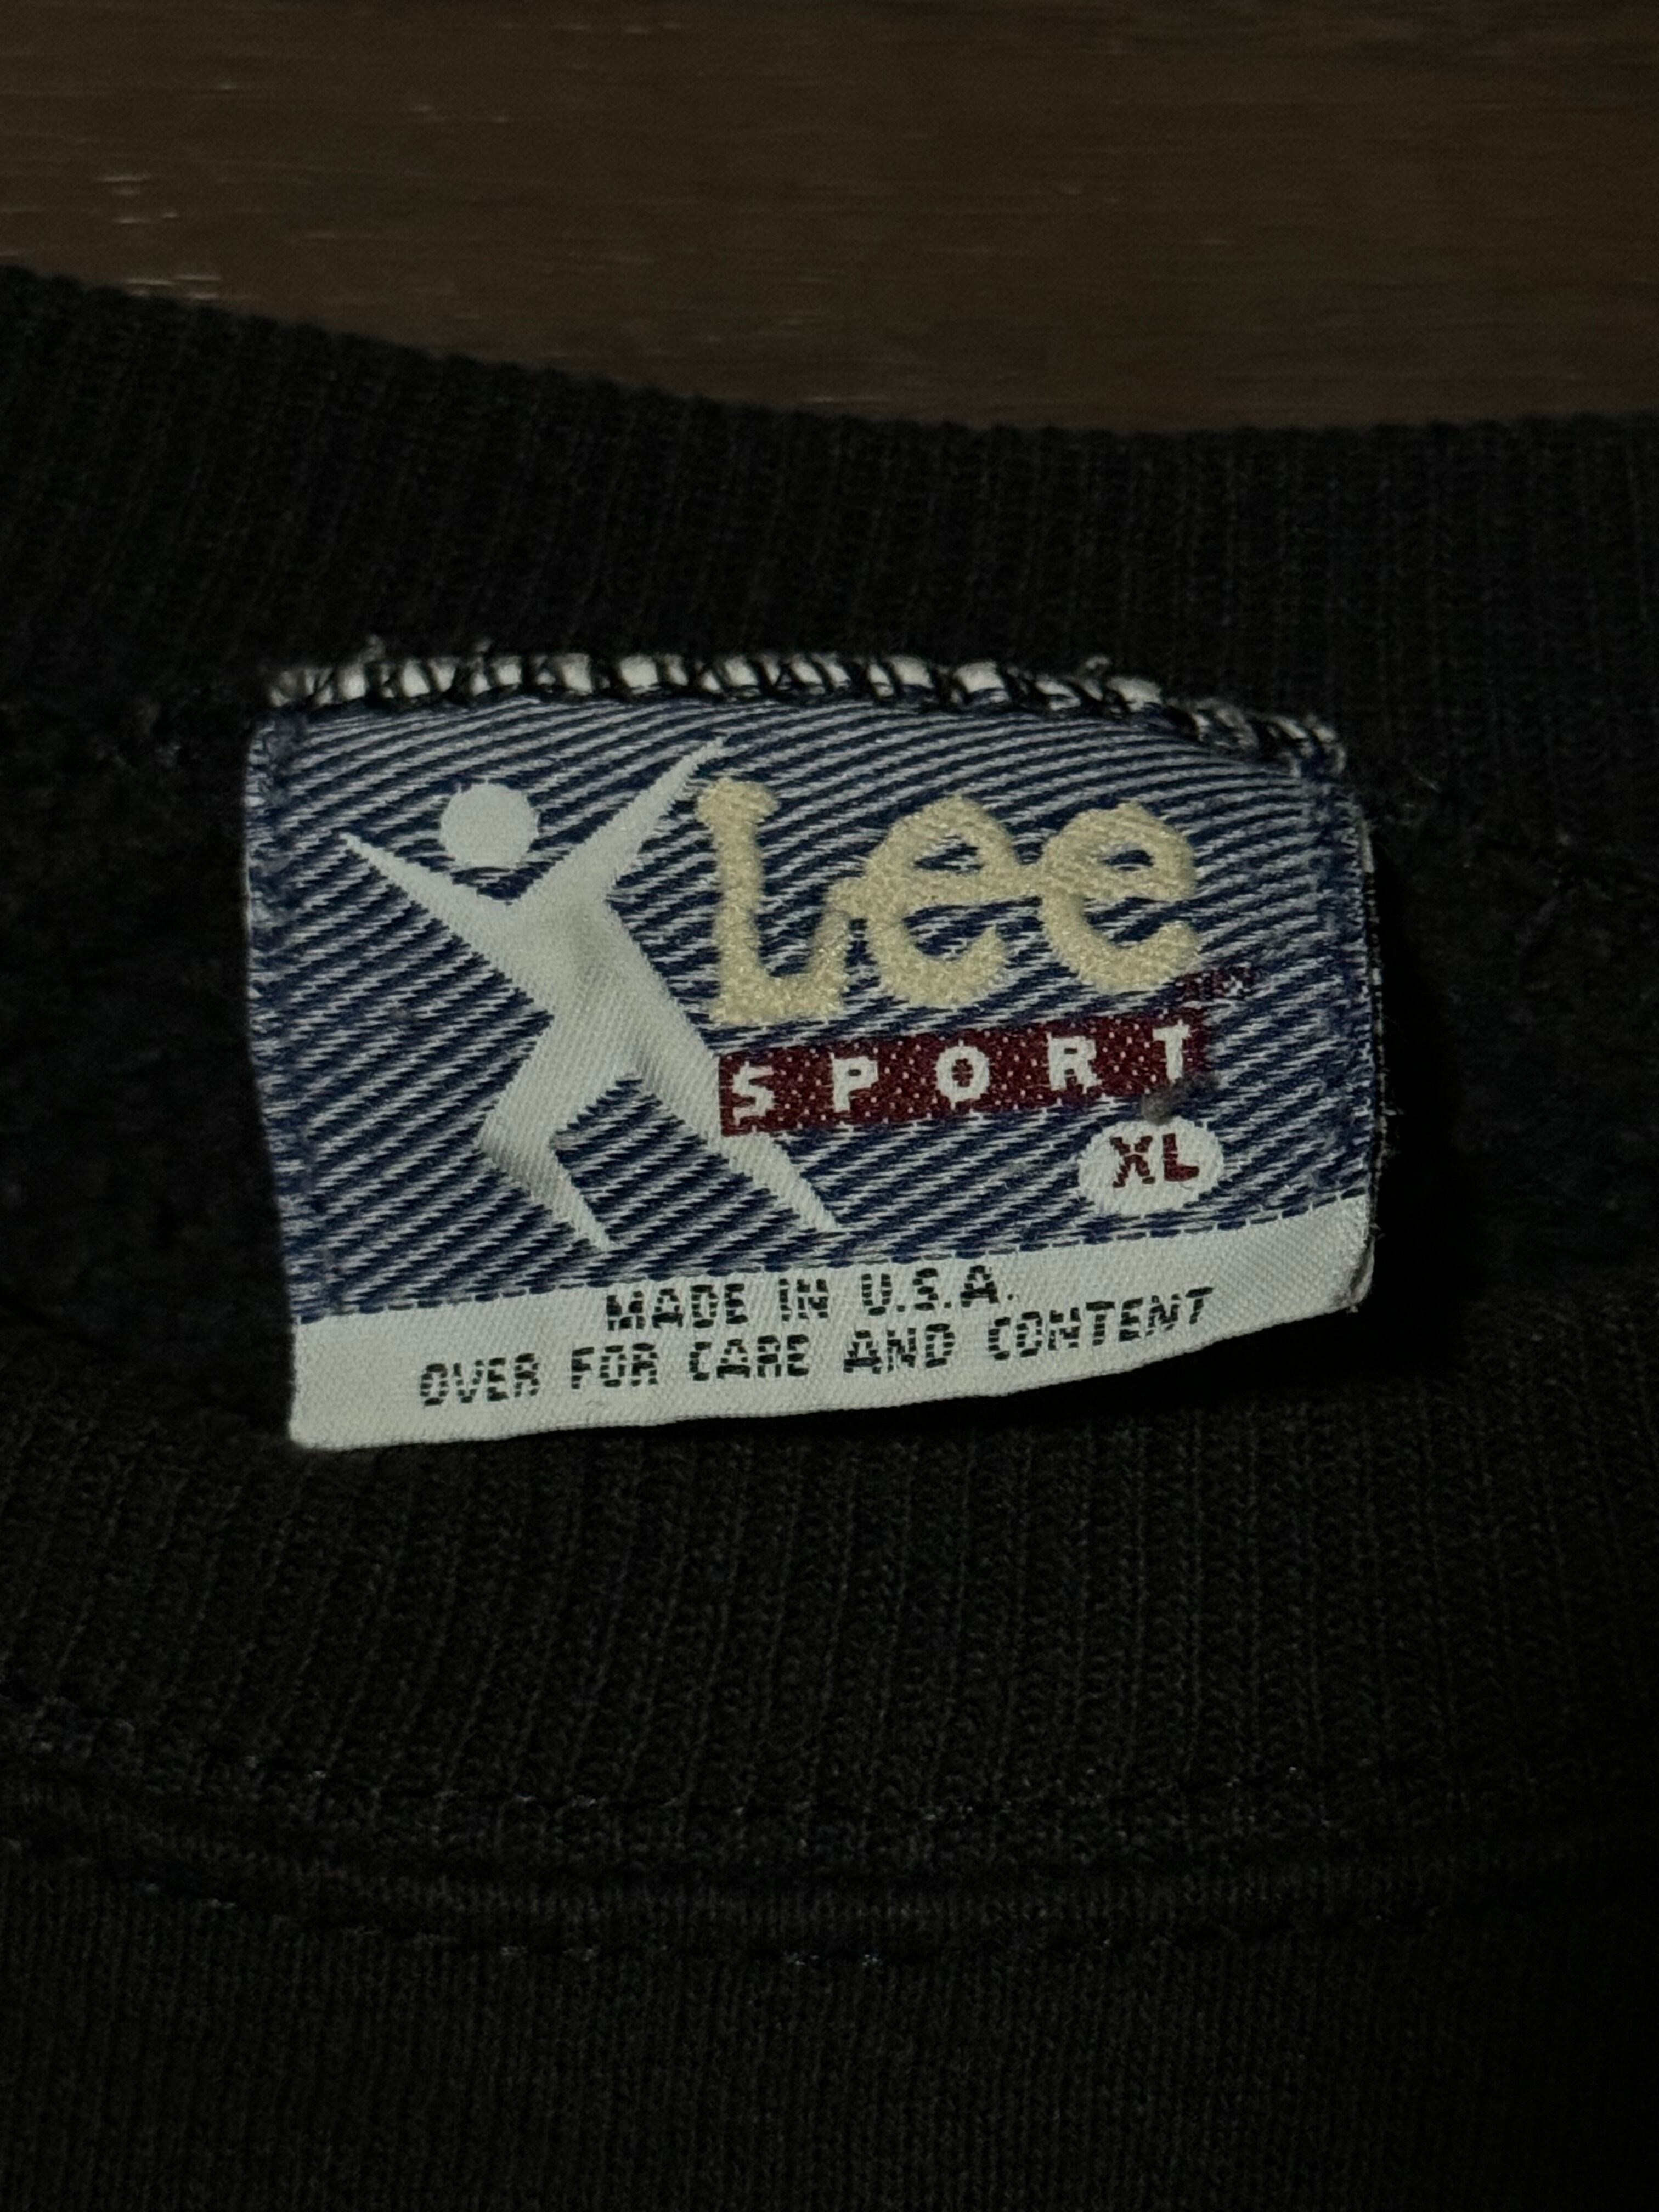 Lee
SPORT
XL
MADE IN U.S.A.
OVER FOR CARE AND CONTENT